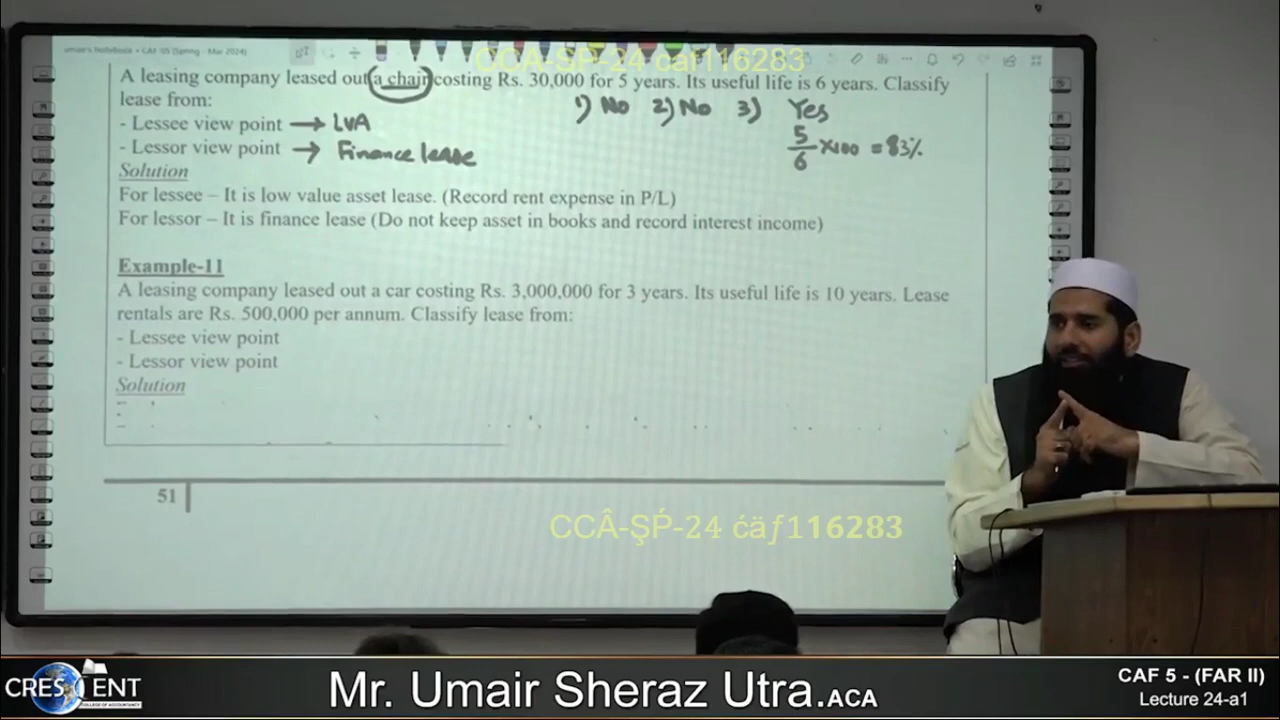 umair's Notebook • CAF-05 (Spring - Mar 2024)
CCA-SP-24 caf116283
A leasing company leased out a chair costing Rs. 30,000 for 5 years. Its useful life is 6 years. Classify
lease from:
1) No 2) No 3) Yes
- Lessee view point → LVA
5/6 × 100 = 83%
- Lessor view point → Finance lease
Solution
For lessee – It is low value asset lease. (Record rent expense in P/L)
For lessor – It is finance lease (Do not keep asset in books and record interest income)
Example-11
A leasing company leased out a car costing Rs. 3,000,000 for 3 years. Its useful life is 10 years. Lease
rentals are Rs. 500,000 per annum. Classify lease from:
- Lessee view point
- Lessor view point
Solution
51
CCÂ-ŞṔ-24 ćäƒ116283
CRESCENT
COLLEGE OF ACCOUNTANCY
Mr. Umair Sheraz Utra.ACA
CAF 5 - (FAR II)
Lecture 24-a1